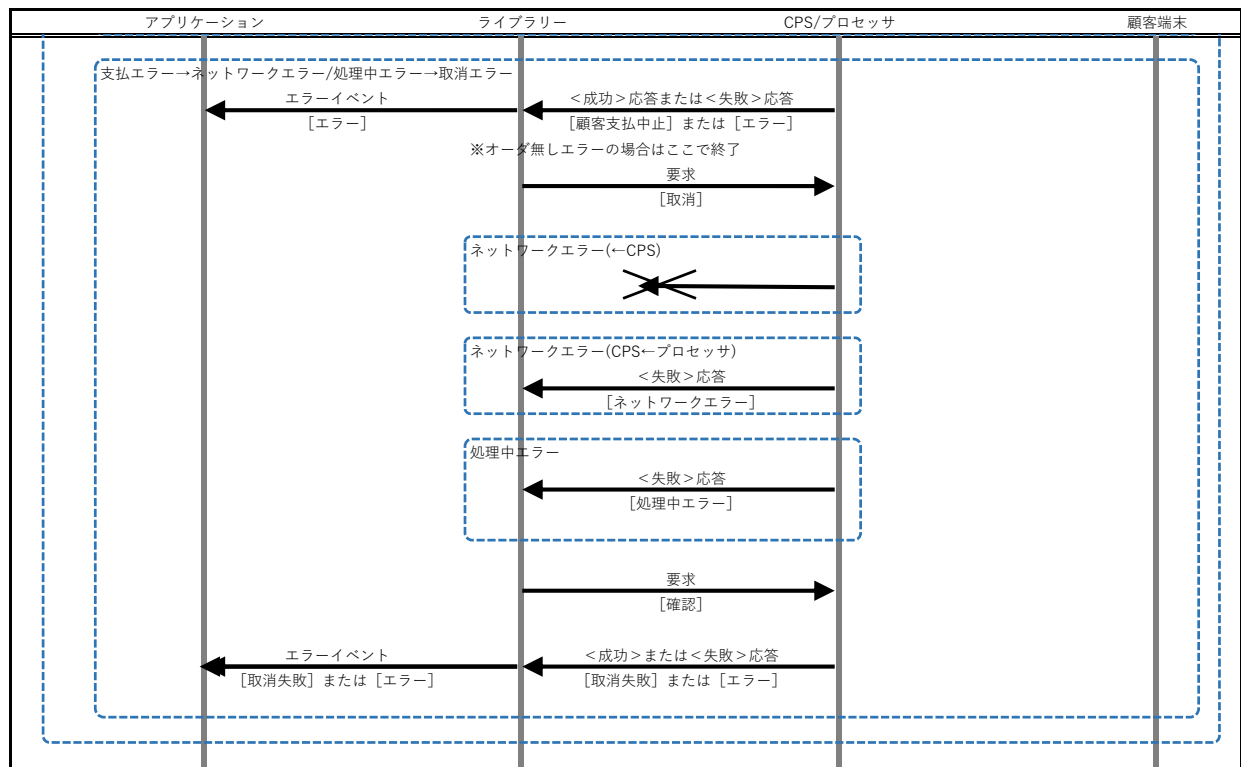 アプリケーション ライブラリー CPS/プロセッサ 顧客端末
支払エラー→ネットワークエラー/処理中エラー→取消エラー
エラーイベント ＜成功＞応答または＜失敗＞応答
［エラー］ ［顧客支払中止］または［エラー］
※オーダ無しエラーの場合はここで終了
要求
［取消］
ネットワークエラー(←CPS)
ネットワークエラー(CPS←プロセッサ)
＜失敗＞応答
［ネットワークエラー］
処理中エラー
＜失敗＞応答
［処理中エラー］
要求
［確認］
エラーイベント ＜成功＞または＜失敗＞応答
［取消失敗］または［エラー］ ［取消失敗］または［エラー］